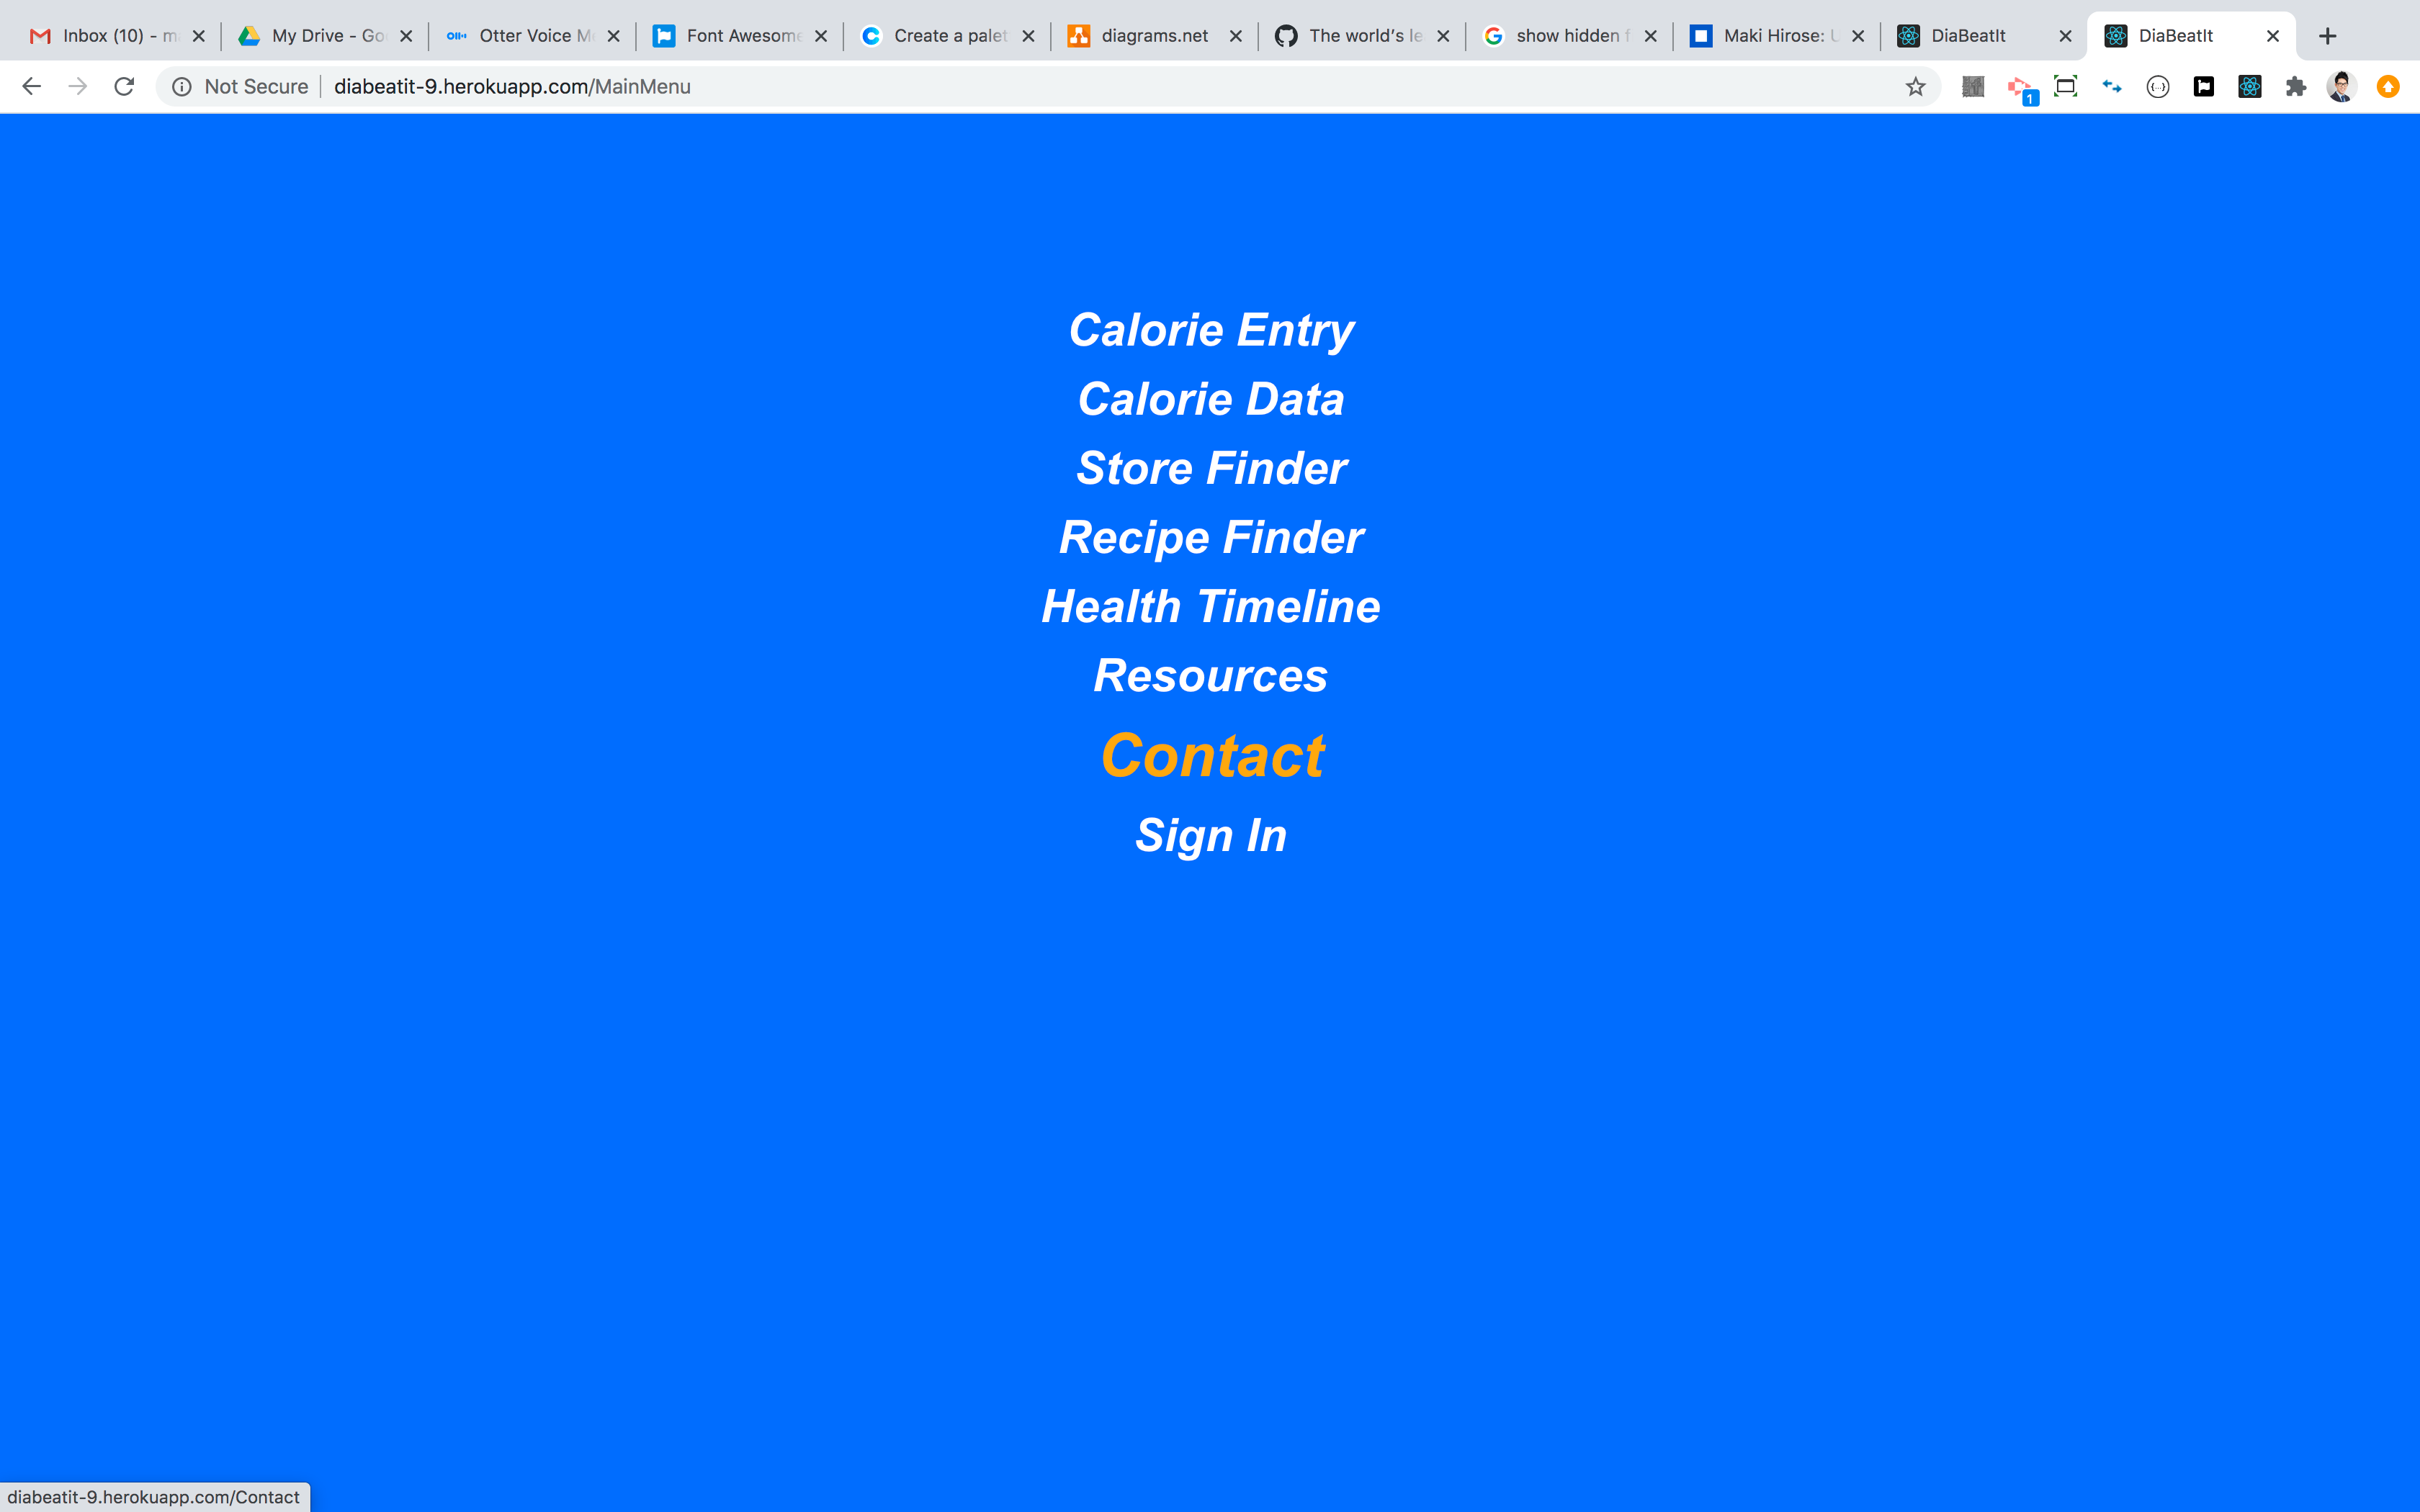 Inbox (10) - m
My Drive - Go
Otter Voice M
Font Awesome
Create a palet
diagrams.net
The world's le
show hidden f
Maki Hirose: U
DiaBeatIt
DiaBeatIt
Not Secure
diabeatit-9.herokuapp.com/MainMenu
1
Calorie Entry
Calorie Data
Store Finder
Recipe Finder
Health Timeline
Resources
Contact
Sign In
diabeatit-9.herokuapp.com/Contact